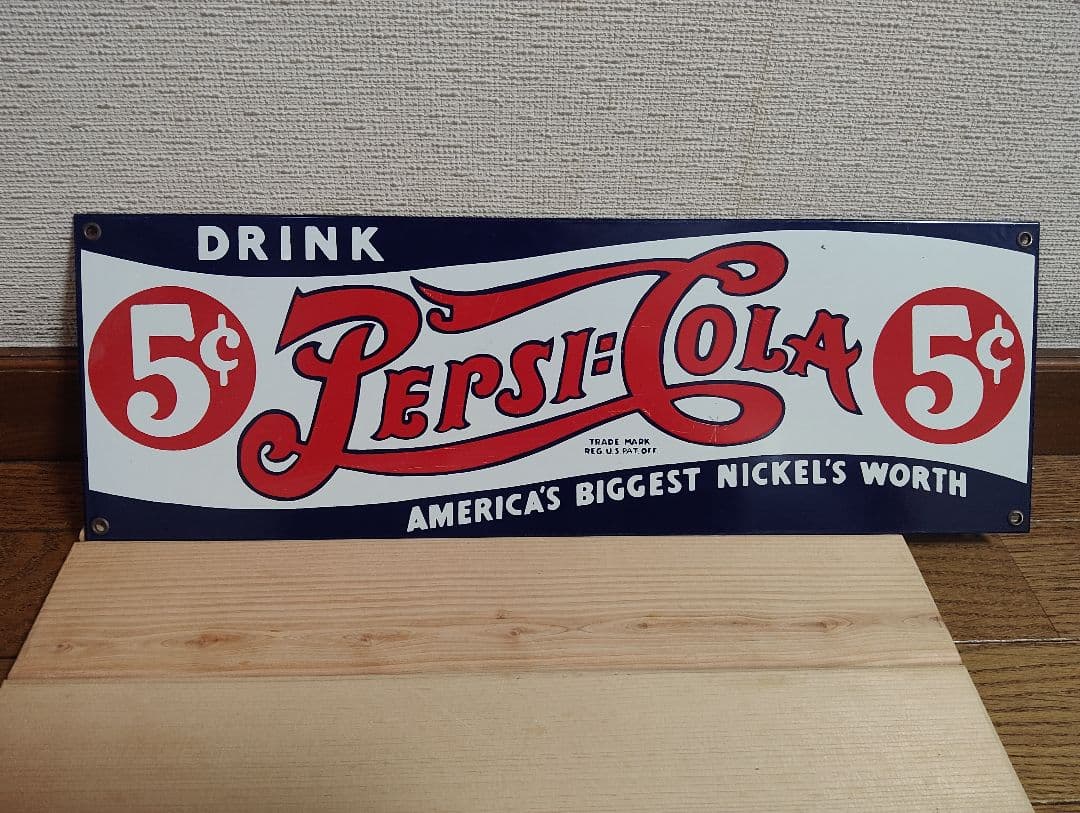 DRINK
5¢
PEPSI:COLA
5¢
TRADE MARK
REG. U.S. PAT. OFF.
AMERICA'S BIGGEST NICKEL'S WORTH